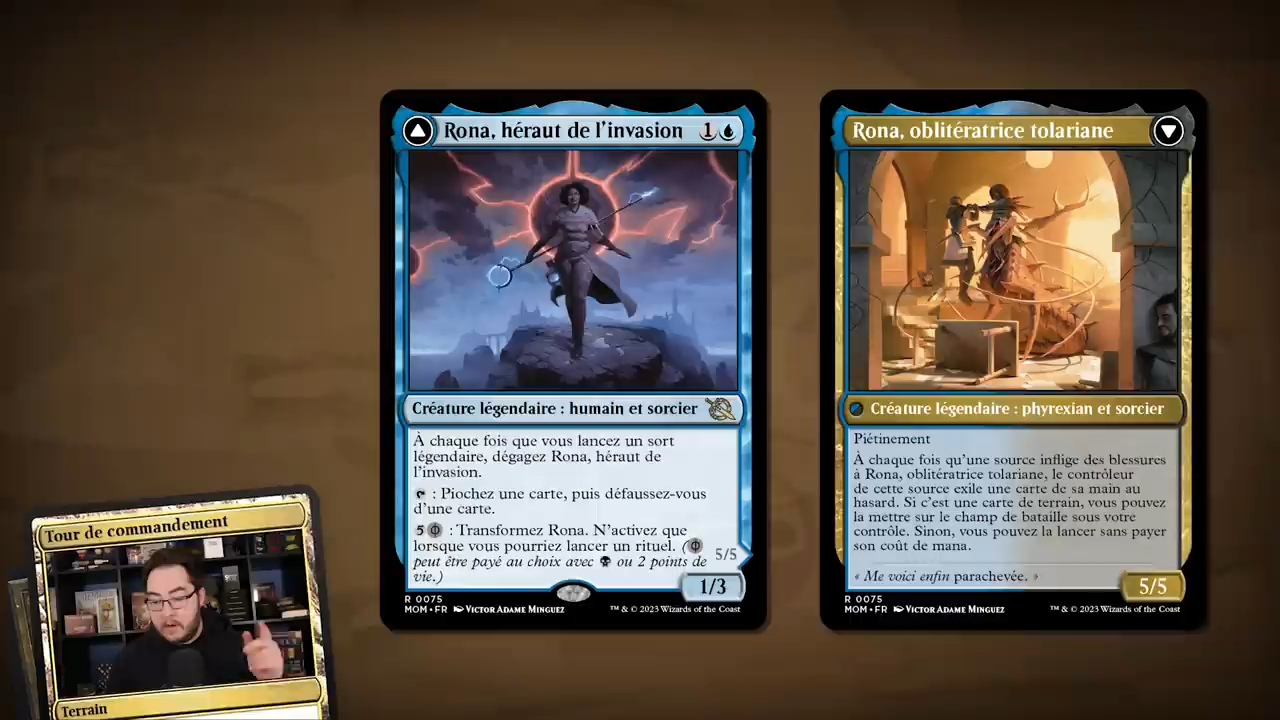 Rona, héraut de l'invasion 1
Créature légendaire : humain et sorcier
À chaque fois que vous lancez un sort
légendaire, dégagez Rona, héraut de
l'invasion.
: Piochez une carte, puis défaussez-vous
d'une carte.
5 : Transformez Rona. N'activez que
lorsque vous pourriez lancer un rituel. (
peut être payé au choix avec ou 2 points de
vie.)
5/5
1/3
R 0075
MOM • FR Victor Adame Minguez
™ & © 2023 Wizards of the Coast
Rona, oblitératrice tolariane
Créature légendaire : phyrexian et sorcier
Piétinement
À chaque fois qu'une source inflige des blessures
à Rona, oblitératrice tolariane, le contrôleur
de cette source exile une carte de sa main au
hasard. Si c'est une carte de terrain, vous pouvez
la mettre sur le champ de bataille sous votre
contrôle. Sinon, vous pouvez la lancer sans payer
son coût de mana.
« Me voici enfin parachevée. »
5/5
R 0075
MOM • FR Victor Adame Minguez
™ & © 2023 Wizards of the Coast
Tour de commandement
Terrain